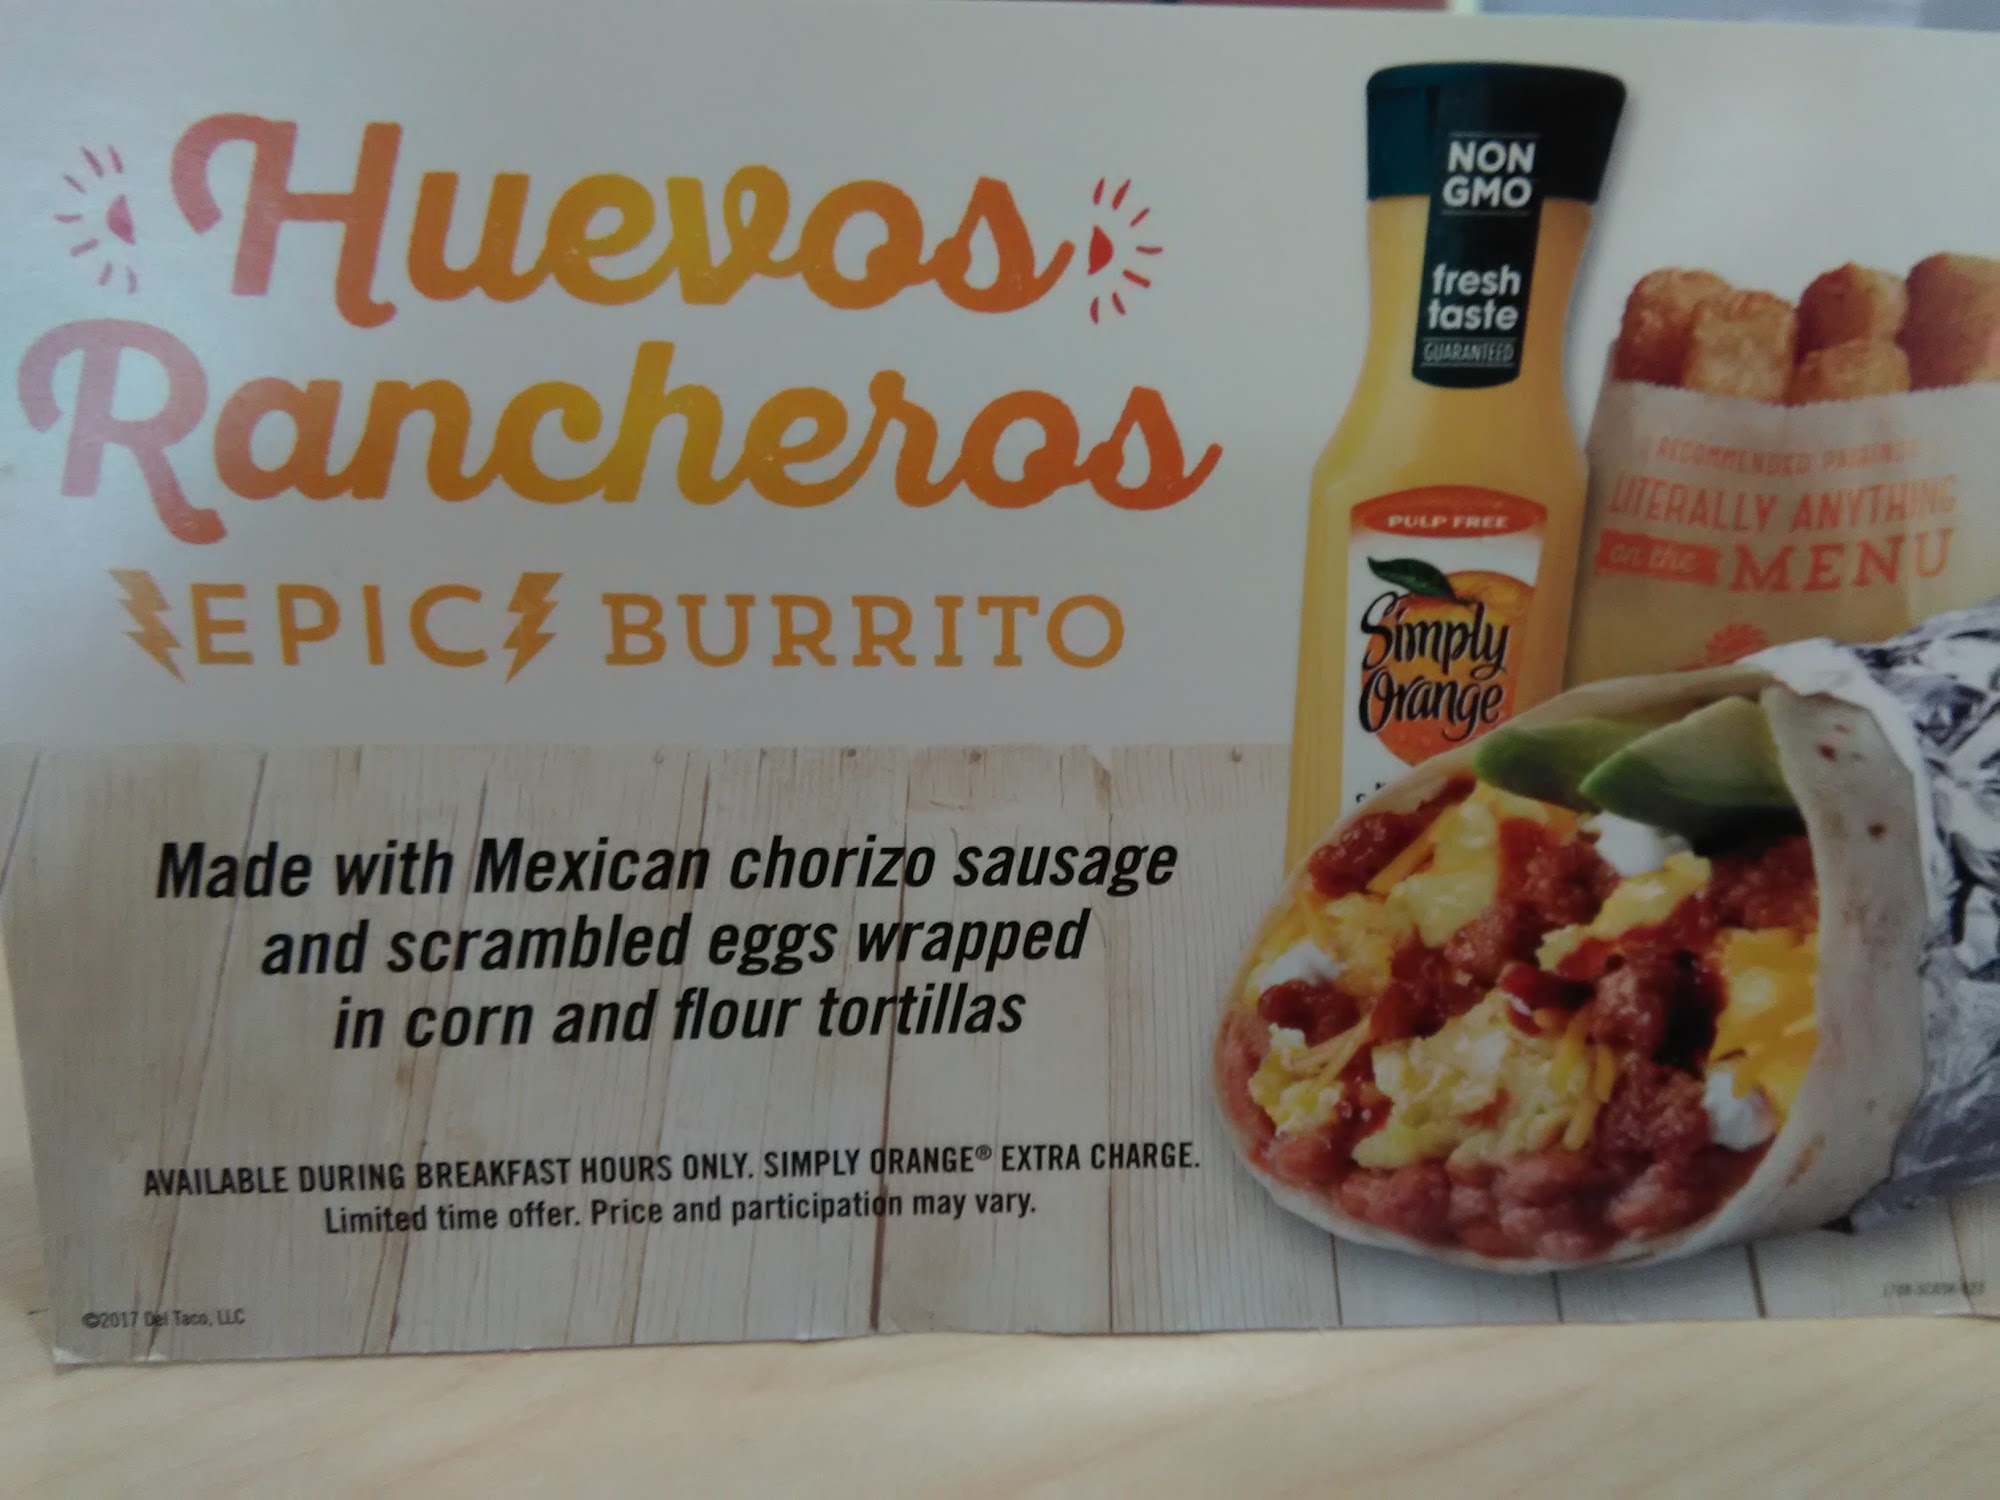 Huevos
Rancheros
EPIC BURRITO
Made with Mexican chorizo sausage
and scrambled eggs wrapped
in corn and flour tortillas
AVAILABLE DURING BREAKFAST HOURS ONLY. SIMPLY ORANGE® EXTRA CHARGE.
Limited time offer. Price and participation may vary.
©2017 Del Taco, LLC
NON
GMO
fresh
taste
GUARANTEED
PULP FREE
Simply
Orange
RECOMMENDED PAIRINGS
LITERALLY ANYTHING
on the MENU